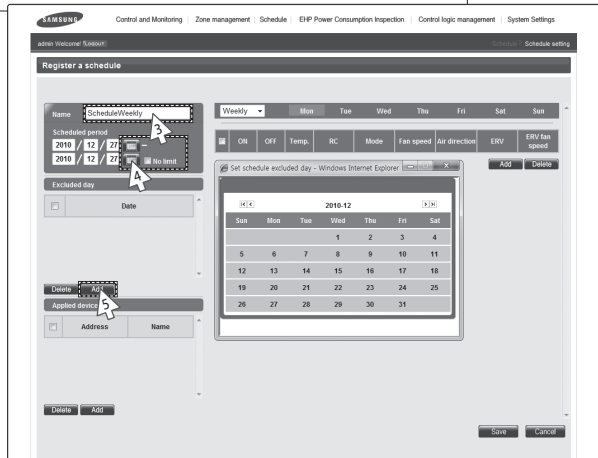 SAMSUNG Control and Monitoring Zone management Schedule EHP Power Consumption Inspection Control logic management System Settings
admin Welcome! LOGOUT Schedule Schedule setting
Register a schedule
Name ScheduleWeekly
3
Scheduled period
2010 / 12 / 27 ~
2010 / 12 / 27 No limit
4
Excluded day
Date
Delete Add
5
Applied device
Address Name
Delete Add
Weekly Mon Tue Wed Thu Fri Sat Sun
ON OFF Temp. RC Mode Fan speed Air direction ERV ERV fan speed
Add Delete
Set schedule excluded day - Windows Internet Explorer
2010-12
Sun Mon Tue Wed Thu Fri Sat
1 2 3 4
5 6 7 8 9 10 11
12 13 14 15 16 17 18
19 20 21 22 23 24 25
26 27 28 29 30 31
Save Cancel